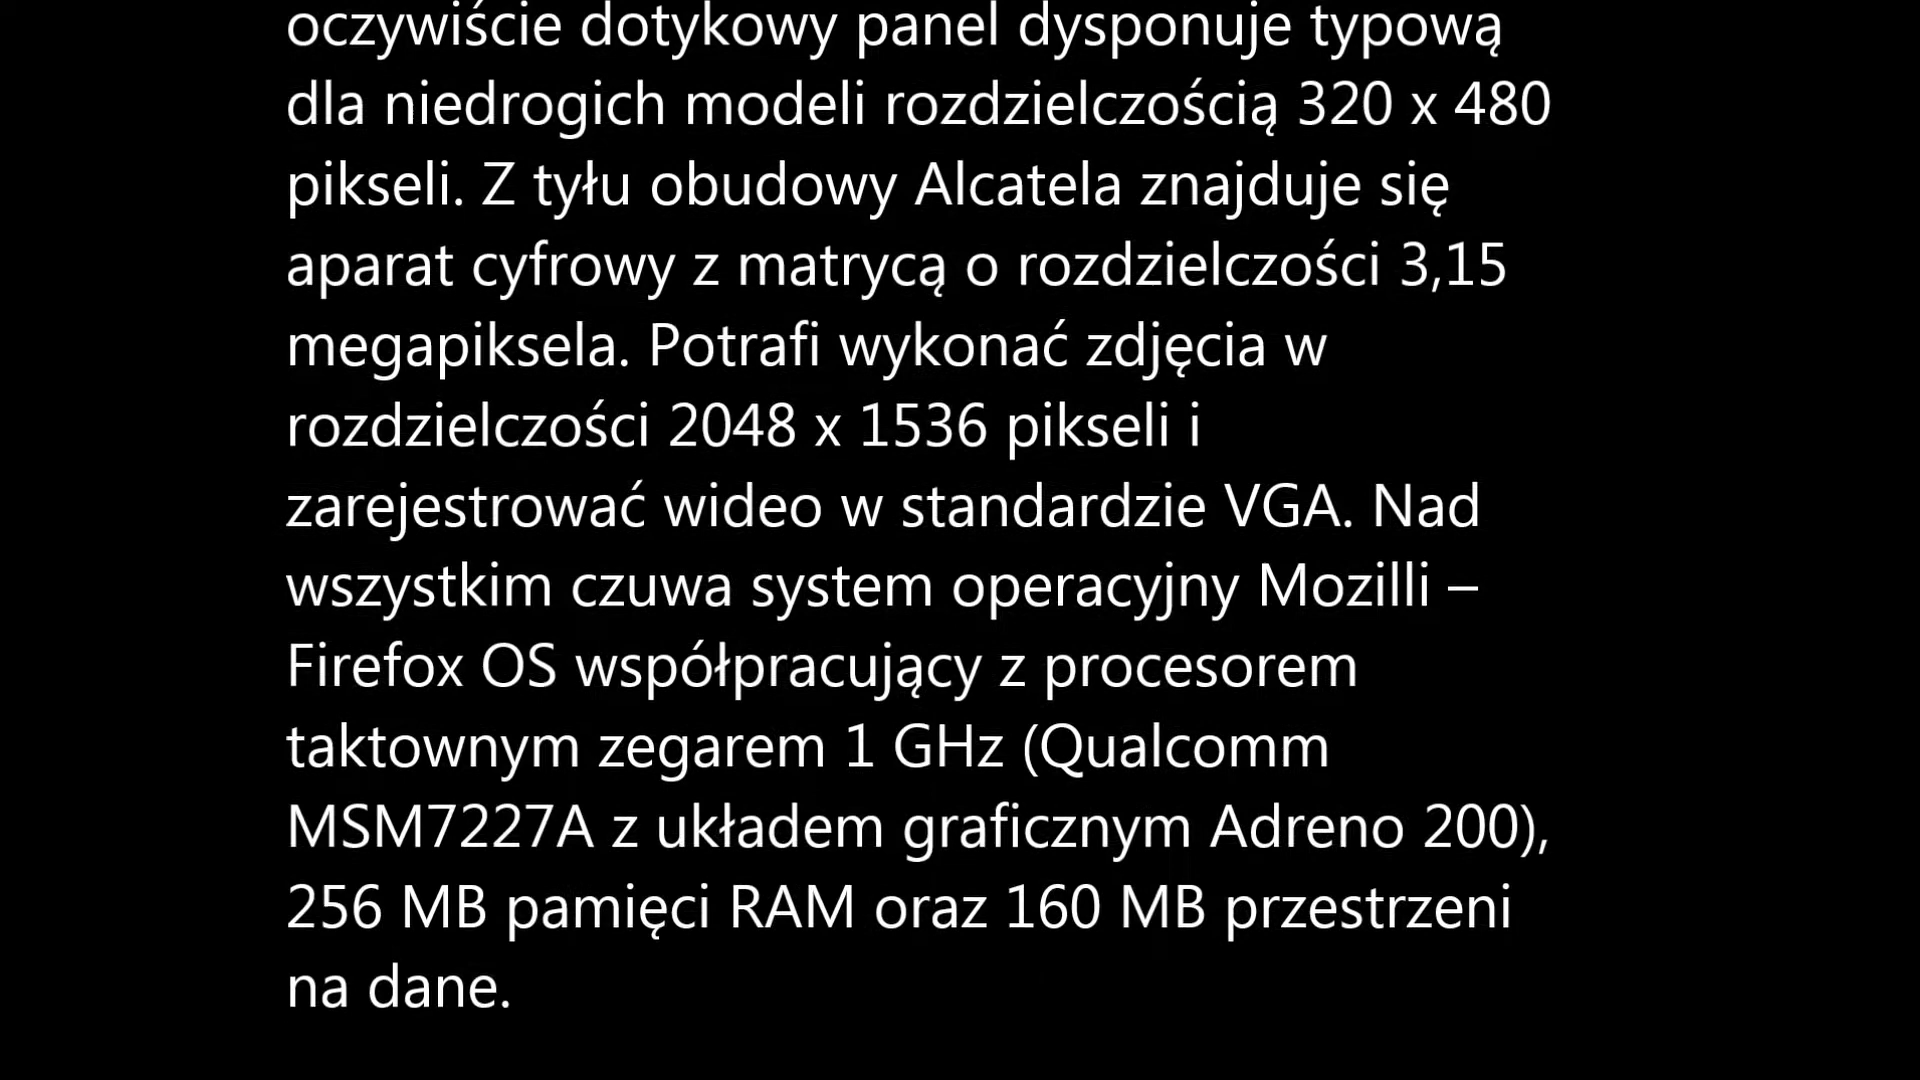 oczywiście dotykowy panel dysponuje typową
dla niedrogich modeli rozdzielczością 320 x 480
pikseli. Z tyłu obudowy Alcatela znajduje się
aparat cyfrowy z matrycą o rozdzielczości 3,15
megapiksela. Potrafi wykonać zdjęcia w
rozdzielczości 2048 x 1536 pikseli i
zarejestrować wideo w standardzie VGA. Nad
wszystkim czuwa system operacyjny Mozilli –
Firefox OS współpracujący z procesorem
taktownym zegarem 1 GHz (Qualcomm
MSM7227A z układem graficznym Adreno 200),
256 MB pamięci RAM oraz 160 MB przestrzeni
na dane.